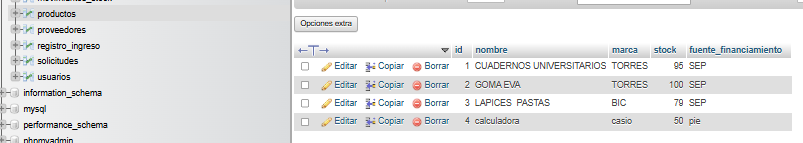 productos
proveedores
registro_ingreso
solicitudes
usuarios
information_schema
mysql
performance_schema
phpmyadmin
Opciones extra
id nombre marca stock fuente_financiamiento
Editar Copiar Borrar 1 CUADERNOS UNIVERSITARIOS TORRES 95 SEP
Editar Copiar Borrar 2 GOMA EVA TORRES 100 SEP
Editar Copiar Borrar 3 LAPICES PASTAS BIC 79 SEP
Editar Copiar Borrar 4 calculadora casio 50 pie